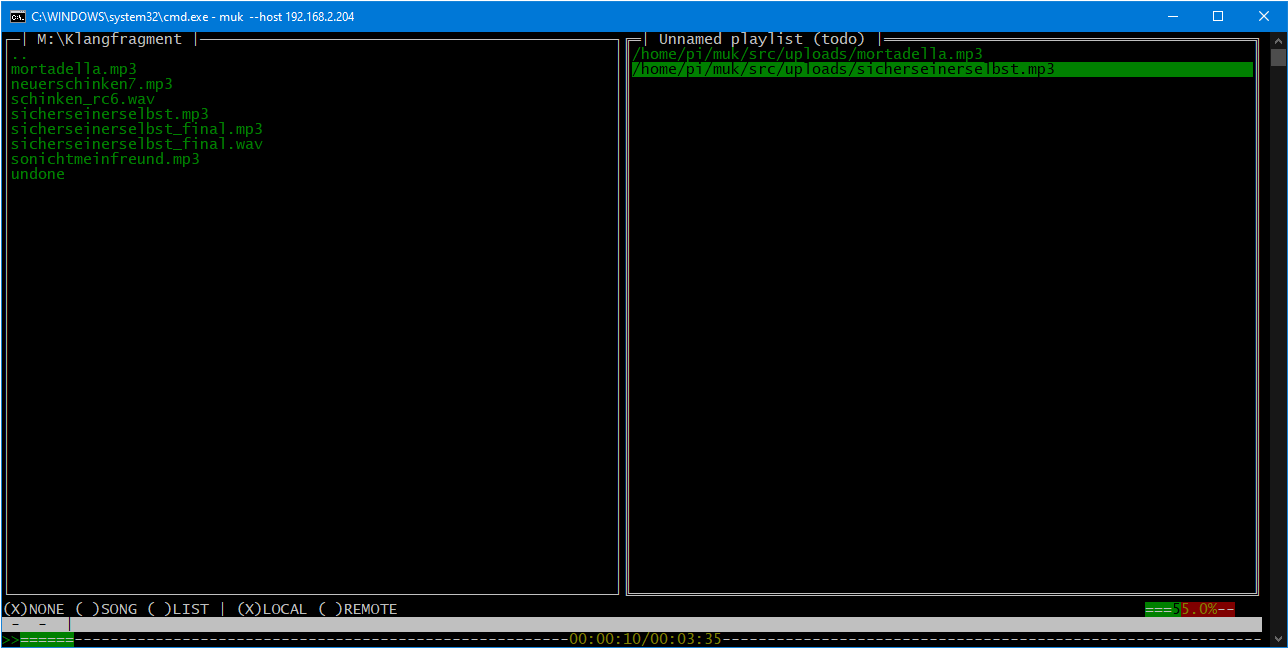 C:\WINDOWS\system32\cmd.exe - muk --host 192.168.2.204
M:\Klangfragment
..
mortadella.mp3
neuerschinken7.mp3
schinken_rc6.wav
sicherseinerselbst.mp3
sicherseinerselbst_final.mp3
sicherseinerselbst_final.wav
sonichtmeinfreund.mp3
undone
Unnamed playlist (todo)
/home/pi/muk/src/uploads/mortadella.mp3
/home/pi/muk/src/uploads/sicherseinerselbst.mp3
(X)NONE ( )SONG ( )LIST | (X)LOCAL ( )REMOTE
===55.0%--
- -
>>======-------------------------------------------------------00:00:10/00:03:35------------------------------------------------------------